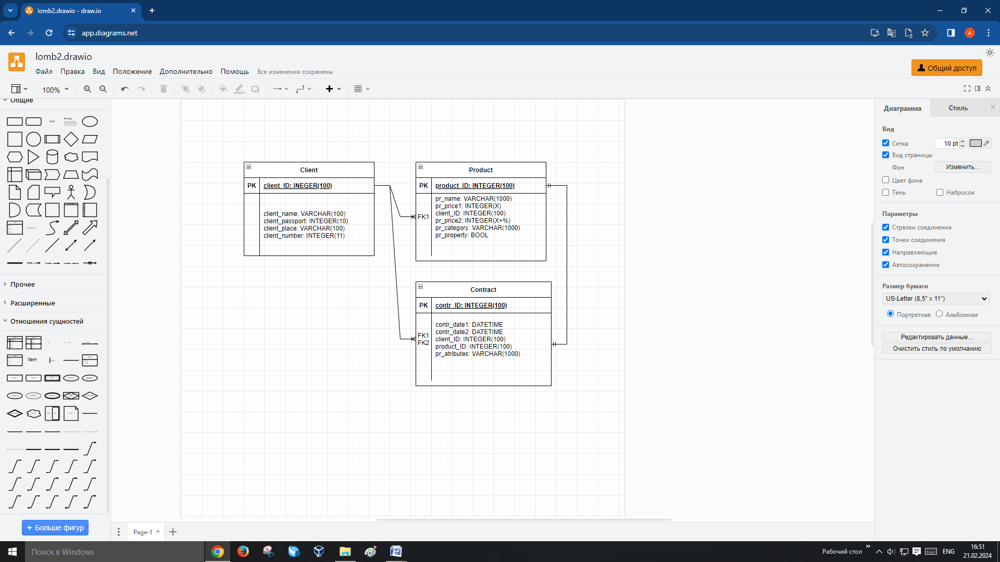 lomb2.drawio - draw.io
app.diagrams.net
A
lomb2.drawio
Файл Правка Вид Положение Дополнительно Помощь Все изменения сохранены
Общий доступ
100%
Общие
Text
Heading
Прочее
Расширенные
Отношения сущностей
Item
+ Больше фигур
Client
PK client_ID: INEGER(100)
client_name: VARCHAR(100)
client_passport: INTEGER(10)
client_place: VARCHAR(100)
client_number: INTEGER(11)
Product
PK product_ID: INTEGER(100)
pr_name: VARCHAR(1000)
pr_price1: INTEGER(X)
client_ID: INTEGER(100)
FK1
pr_price2: INTEGER(X+%)
pr_category: VARCHAR(1000)
pr_property: BOOL
Contract
PK contr_ID: INTEGER(100)
contr_date1: DATETIME
contr_date2: DATETIME
FK1
client_ID: INTEGER(100)
FK2
product_ID: INTEGER(100)
pr_atributes: VARCHAR(1000)
Диаграмма Стиль
Вид
Сетка 10 pt
Вид страницы
Фон Изменить...
Цвет фона
Тень Набросок
Параметры
Стрелки соединения
Точки соединения
Направляющие
Автосохранение
Размер бумаги
US-Letter (8,5" x 11")
Портретная Альбомная
Редактировать данные...
Очистить стиль по умолчанию
Page-1
Поиск в Windows
Рабочий стол
ENG
16:51
21.02.2024